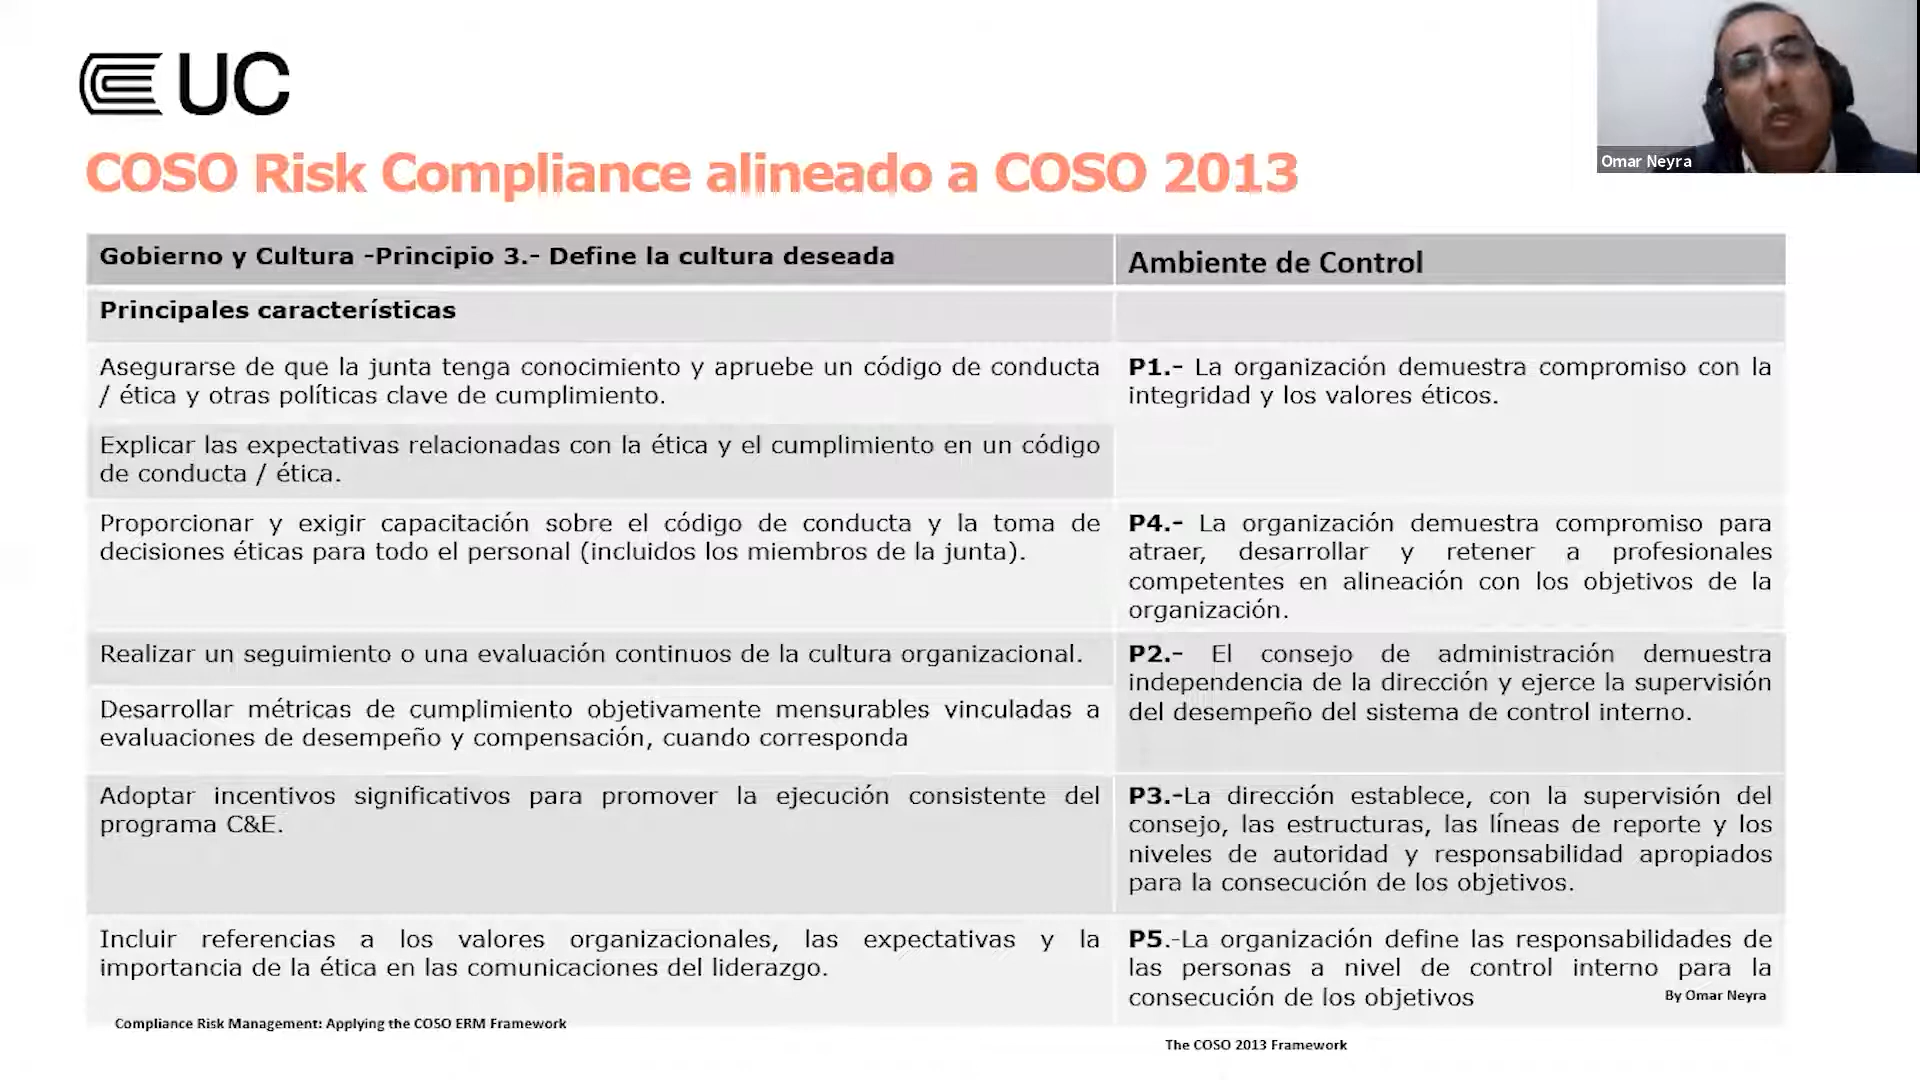 UC
Omar Neyra
COSO Risk Compliance alineado a COSO 2013
Gobierno y Cultura -Principio 3.- Define la cultura deseada
Ambiente de Control
Principales características
Asegurarse de que la junta tenga conocimiento y apruebe un código de conducta
/ ética y otras políticas clave de cumplimiento.
P1.- La organización demuestra compromiso con la
integridad y los valores éticos.
Explicar las expectativas relacionadas con la ética y el cumplimiento en un código
de conducta / ética.
Proporcionar y exigir capacitación sobre el código de conducta y la toma de
decisiones éticas para todo el personal (incluidos los miembros de la junta).
P4.- La organización demuestra compromiso para
atraer, desarrollar y retener a profesionales
competentes en alineación con los objetivos de la
organización.
Realizar un seguimiento o una evaluación continuos de la cultura organizacional.
P2.- El consejo de administración demuestra
independencia de la dirección y ejerce la supervisión
del desempeño del sistema de control interno.
Desarrollar métricas de cumplimiento objetivamente mensurables vinculadas a
evaluaciones de desempeño y compensación, cuando corresponda
Adoptar incentivos significativos para promover la ejecución consistente del
programa C&E.
P3.-La dirección establece, con la supervisión del
consejo, las estructuras, las líneas de reporte y los
niveles de autoridad y responsabilidad apropiados
para la consecución de los objetivos.
Incluir referencias a los valores organizacionales, las expectativas y la
importancia de la ética en las comunicaciones del liderazgo.
P5.-La organización define las responsabilidades de
las personas a nivel de control interno para la
consecución de los objetivos
By Omar Neyra
Compliance Risk Management: Applying the COSO ERM Framework
The COSO 2013 Framework